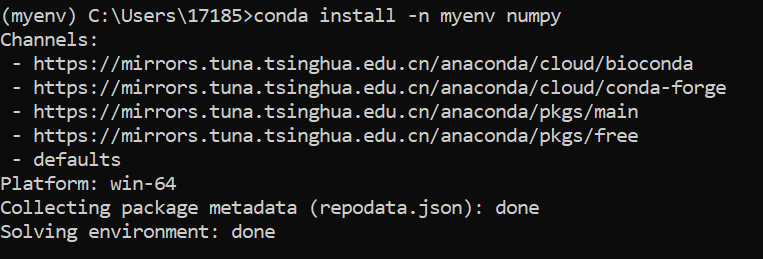 (myenv) C:\Users\17185>conda install -n myenv numpy
Channels:
 - https://mirrors.tuna.tsinghua.edu.cn/anaconda/cloud/bioconda
 - https://mirrors.tuna.tsinghua.edu.cn/anaconda/cloud/conda-forge
 - https://mirrors.tuna.tsinghua.edu.cn/anaconda/pkgs/main
 - https://mirrors.tuna.tsinghua.edu.cn/anaconda/pkgs/free
 - defaults
Platform: win-64
Collecting package metadata (repodata.json): done
Solving environment: done